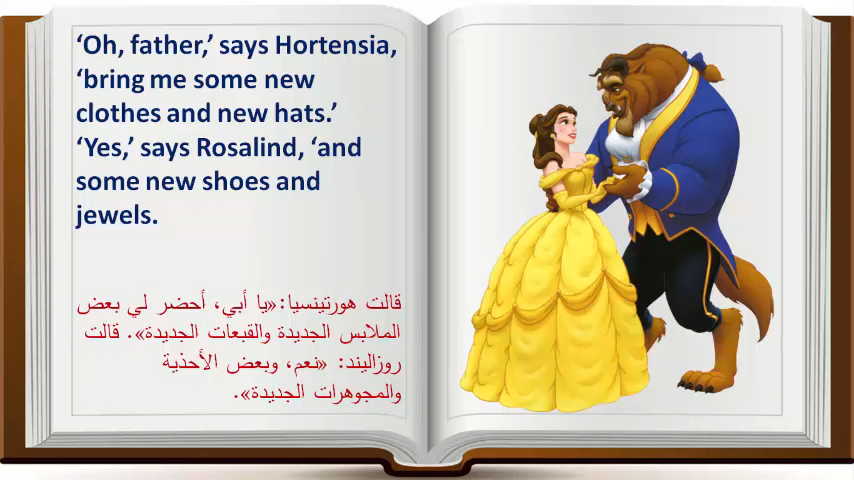 ‘Oh, father,’ says Hortensia,
‘bring me some new
clothes and new hats.’
‘Yes,’ says Rosalind, ‘and
some new shoes and
jewels.
قالت هورتينسيا: «يا أبي، أحضر لي بعض
الملابس الجديدة والقبعات الجديدة». قالت
روزاليند: «نعم، وبعض الأحذية
والمجوهرات الجديدة».